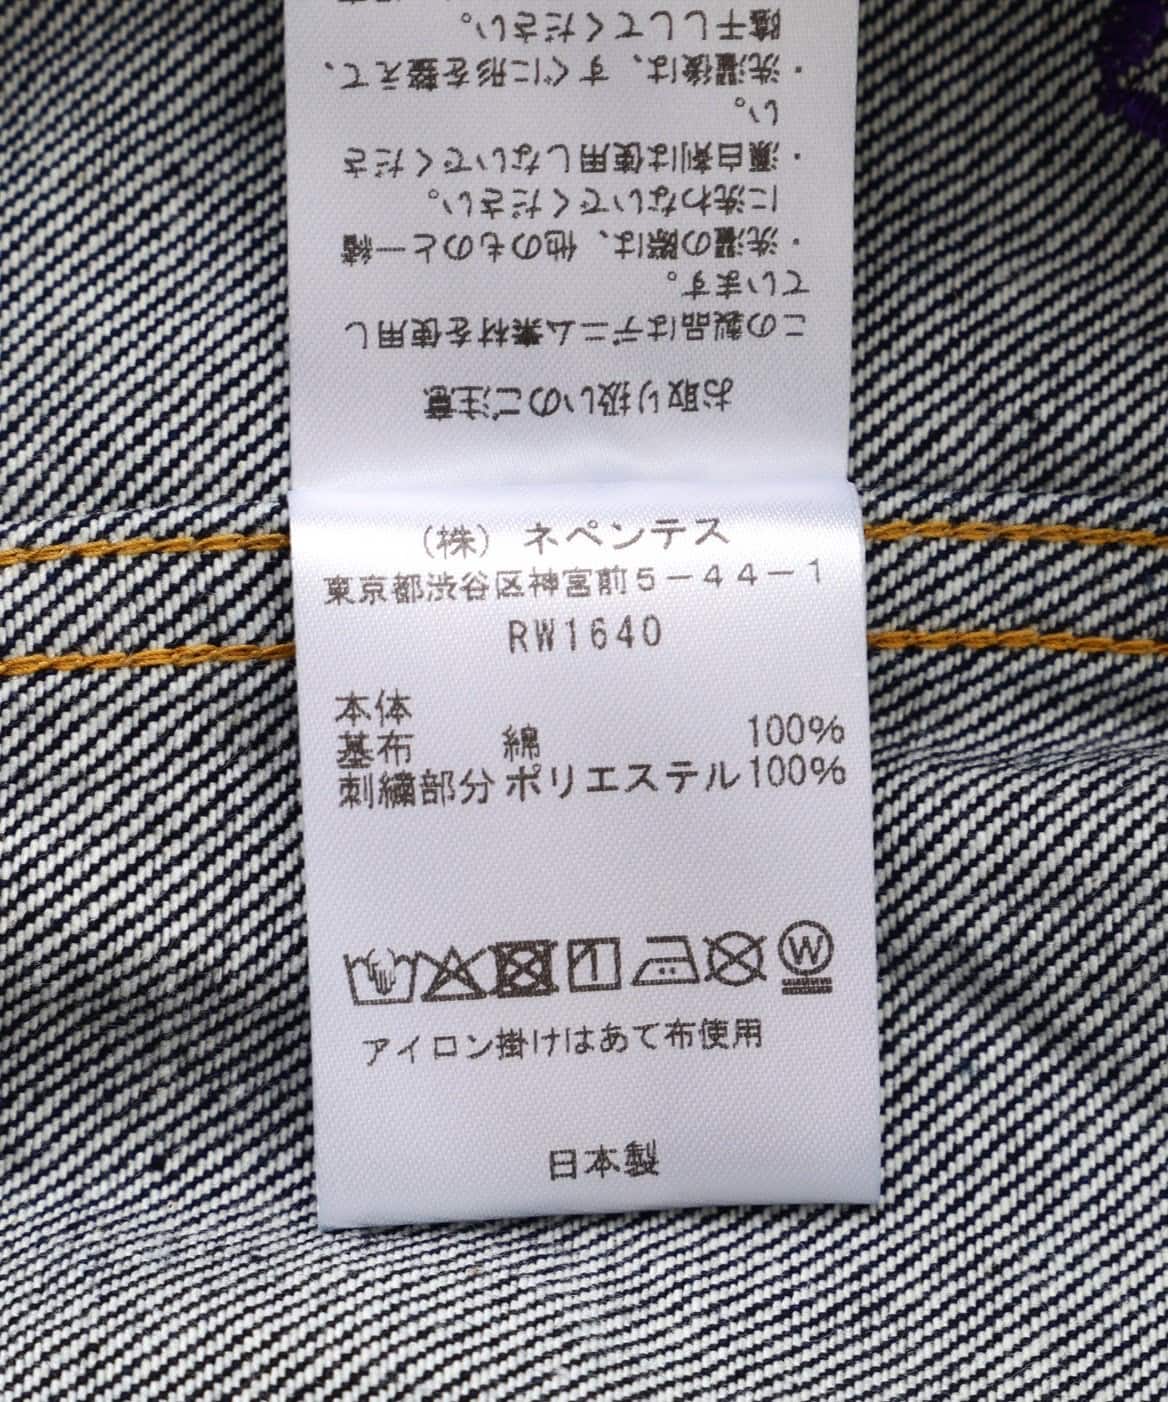 お取り扱いのご注意
この製品はデニム素材を使用し
ています。
・洗濯の際は、他のものと一緒
に洗わないでください。
・漂白剤は使用しないでくださ
い。
・洗濯後は、すぐに形を整えて、
陰干ししてください。
(株) ネペンテス
東京都渋谷区神宮前5-44-1
RW1640
本体
基布 綿 100%
刺繍部分 ポリエステル 100%
W
アイロン掛けはあて布使用
日本製